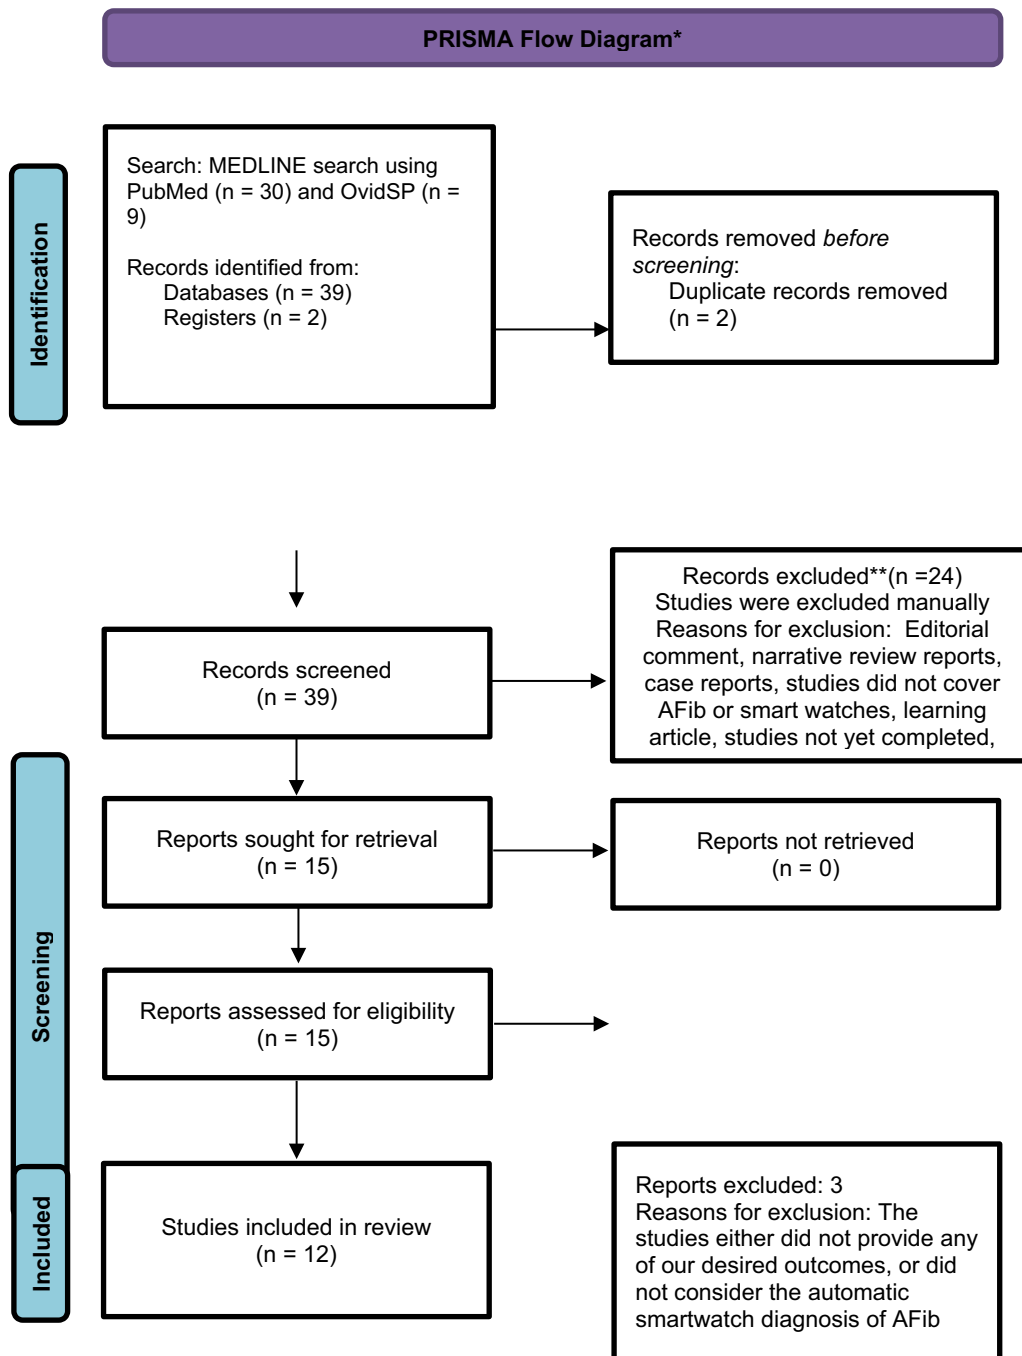 PRISMA Flow Diagram*
Identification
Search: MEDLINE search using
PubMed (n = 30) and OvidSP (n =
9)
Records identified from:
Databases (n = 39)
Registers (n = 2)
Records removed before
screening:
Duplicate records removed
(n = 2)
Screening
Records screened
(n = 39)
Records excluded**(n =24)
Studies were excluded manually
Reasons for exclusion: Editorial
comment, narrative review reports,
case reports, studies did not cover
AFib or smart watches, learning
article, studies not yet completed,
Reports sought for retrieval
(n = 15)
Reports not retrieved
(n = 0)
Reports assessed for eligibility
(n = 15)
Included
Studies included in review
(n = 12)
Reports excluded: 3
Reasons for exclusion: The
studies either did not provide any
of our desired outcomes, or did
not consider the automatic
smartwatch diagnosis of AFib